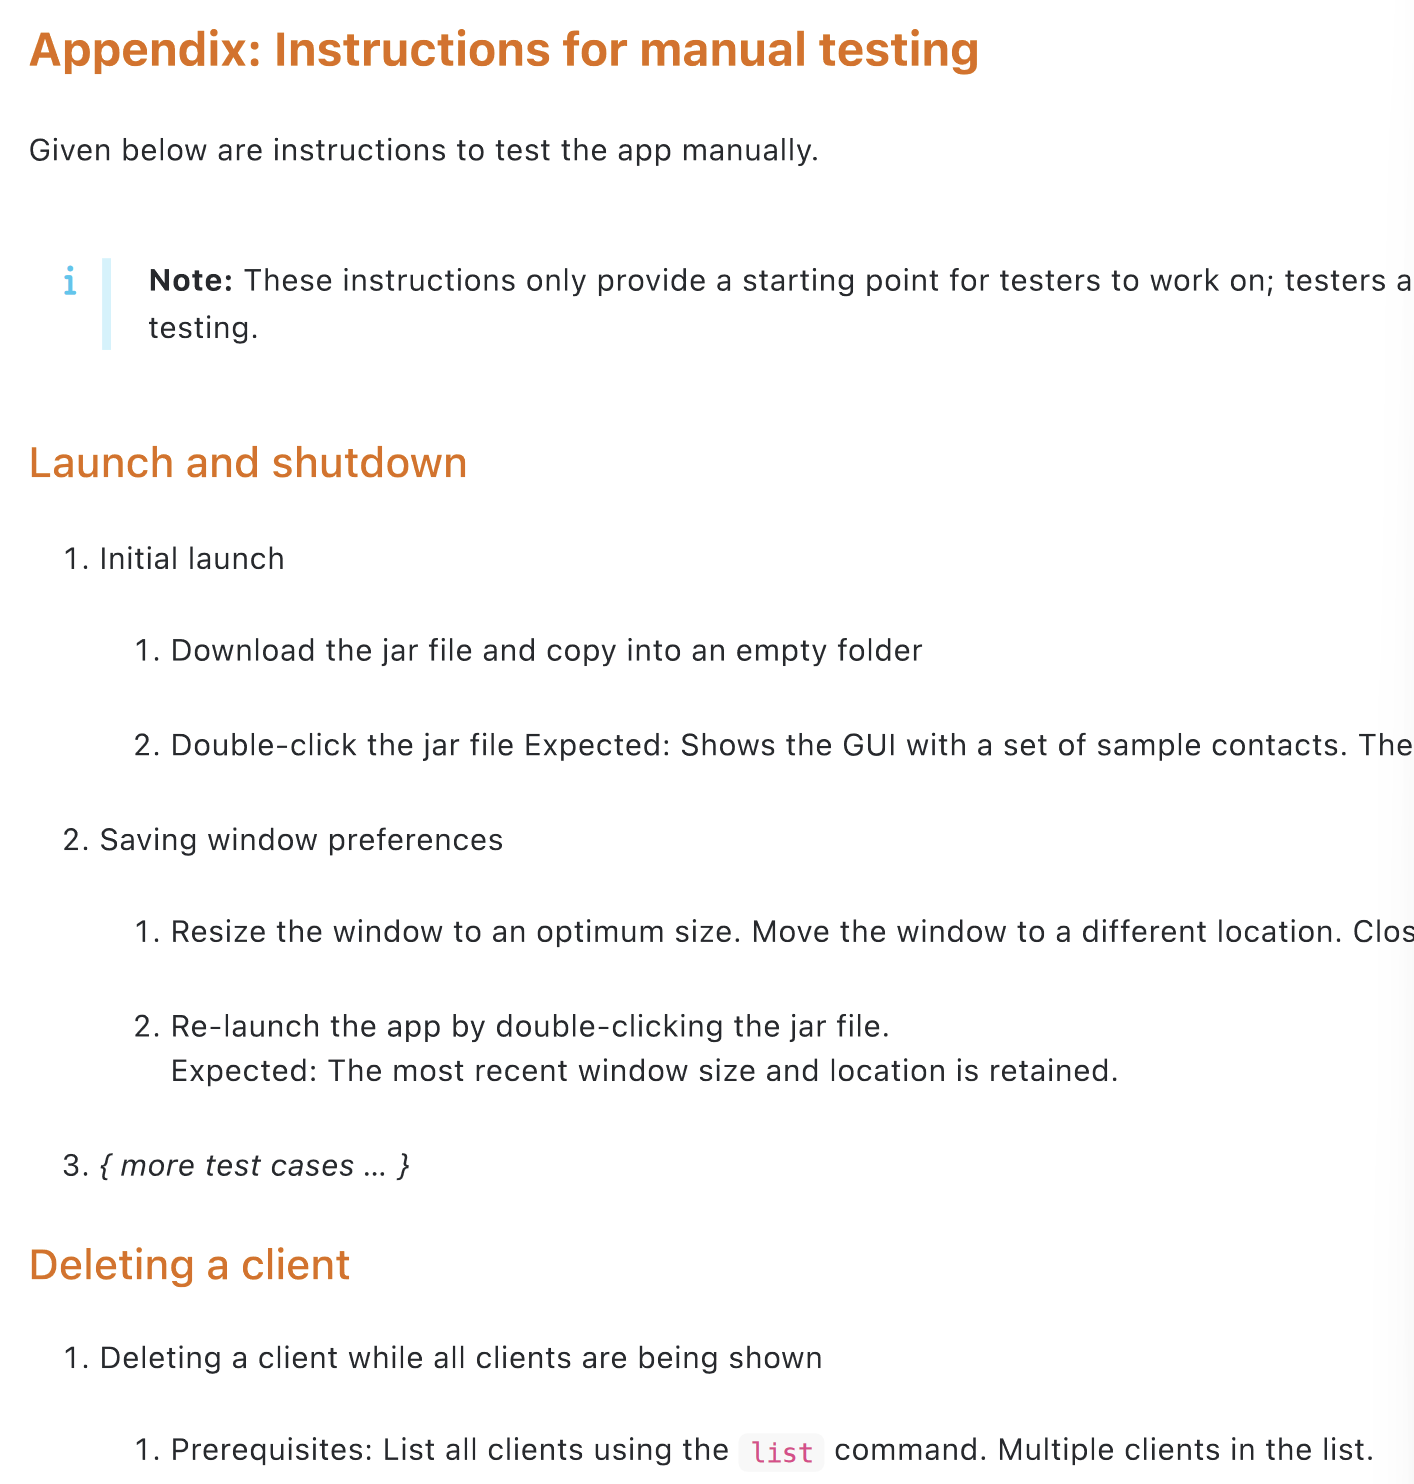 Appendix: Instructions for manual testing
Given below are instructions to test the app manually.
i
Note: These instructions only provide a starting point for testers to work on; testers a
testing.
Launch and shutdown
1. Initial launch
1. Download the jar file and copy into an empty folder
2. Double-click the jar file Expected: Shows the GUI with a set of sample contacts. The
2. Saving window preferences
1. Resize the window to an optimum size. Move the window to a different location. Clos
2. Re-launch the app by double-clicking the jar file.
Expected: The most recent window size and location is retained.
3. { more test cases … }
Deleting a client
1. Deleting a client while all clients are being shown
1. Prerequisites: List all clients using the list command. Multiple clients in the list.